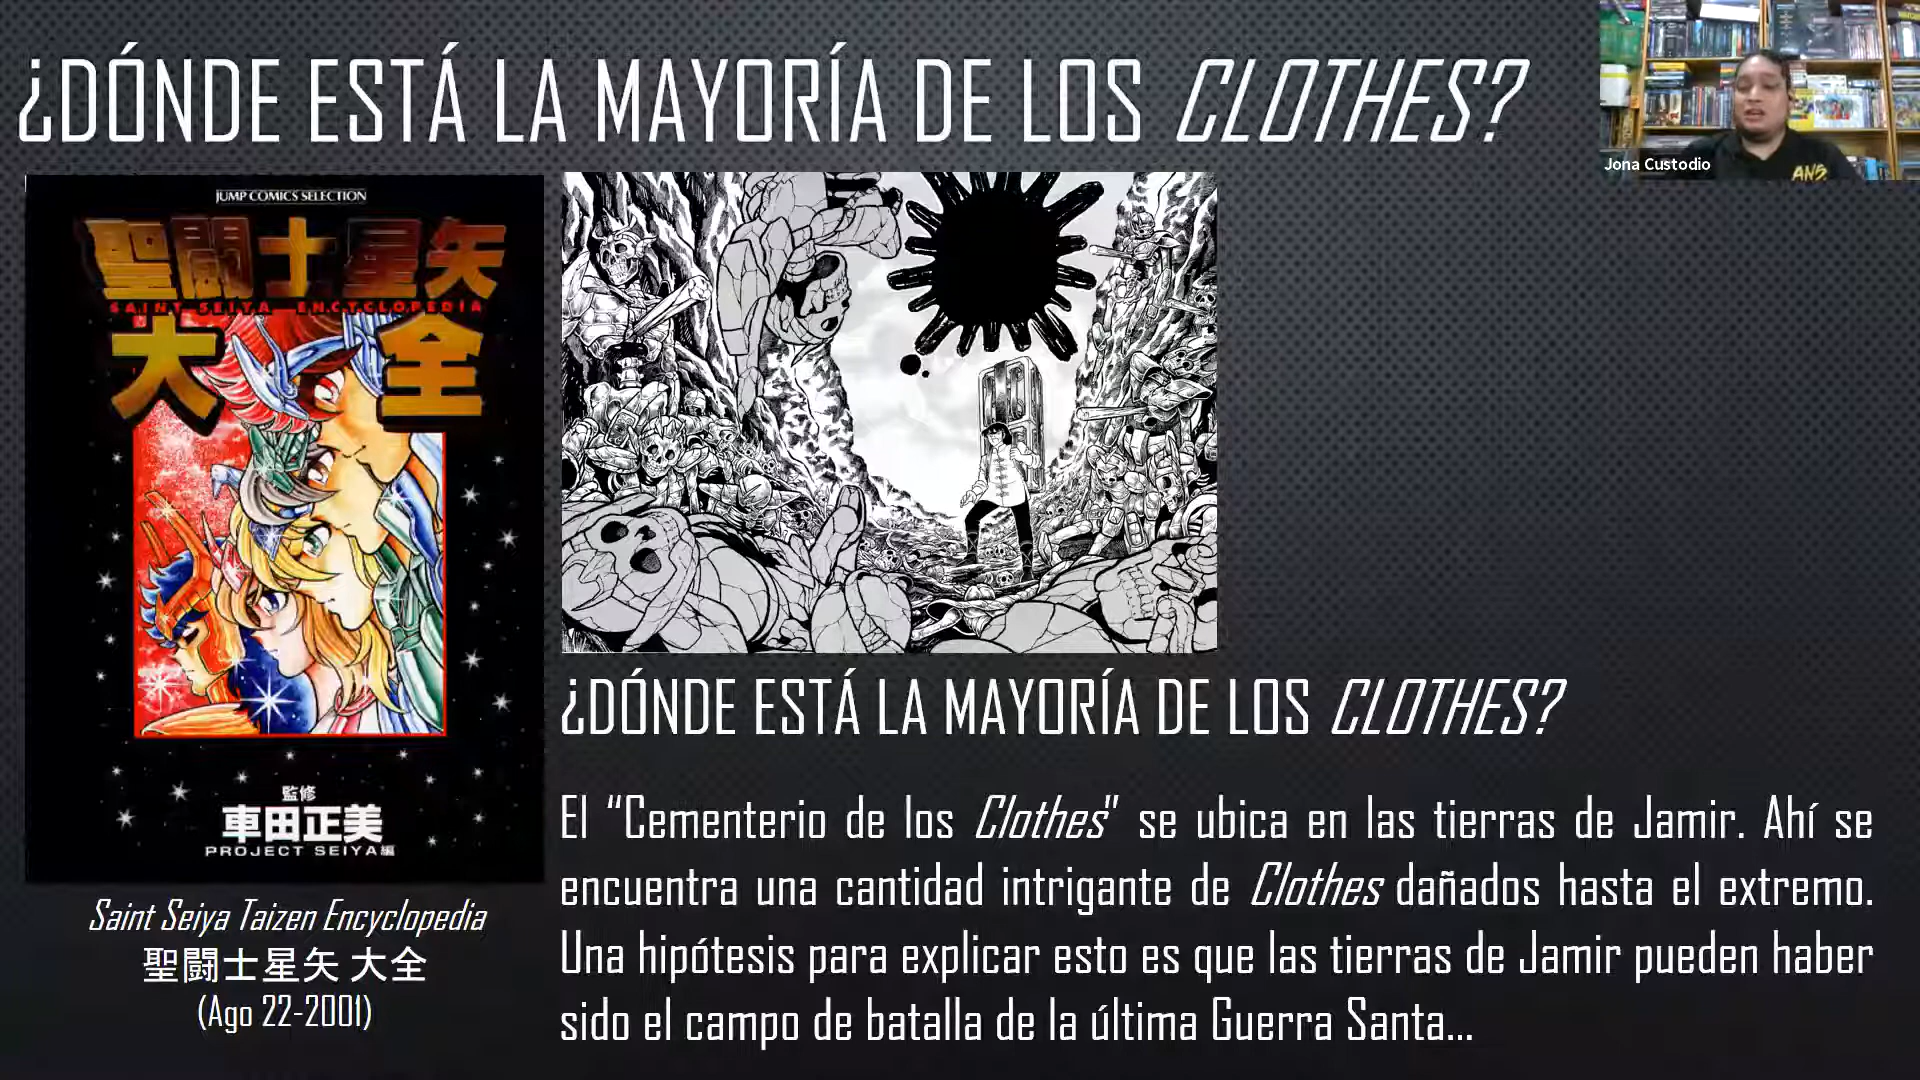 ¿DÓNDE ESTÁ LA MAYORÍA DE LOS CLOTHES?
Jona Custodio
ANS
JUMP COMICS SELECTION
聖闘士星矢
SAINT SEIYA ENCYCLOPEDIA
大全
監修
車田正美
PROJECT SEIYA編
Saint Seiya Taizen Encyclopedia
聖闘士星矢 大全
(Ago 22-2001)
¿DÓNDE ESTÁ LA MAYORÍA DE LOS CLOTHES?
El “Cementerio de los Clothes” se ubica en las tierras de Jamir. Ahí se
encuentra una cantidad intrigante de Clothes dañados hasta el extremo.
Una hipótesis para explicar esto es que las tierras de Jamir pueden haber
sido el campo de batalla de la última Guerra Santa...